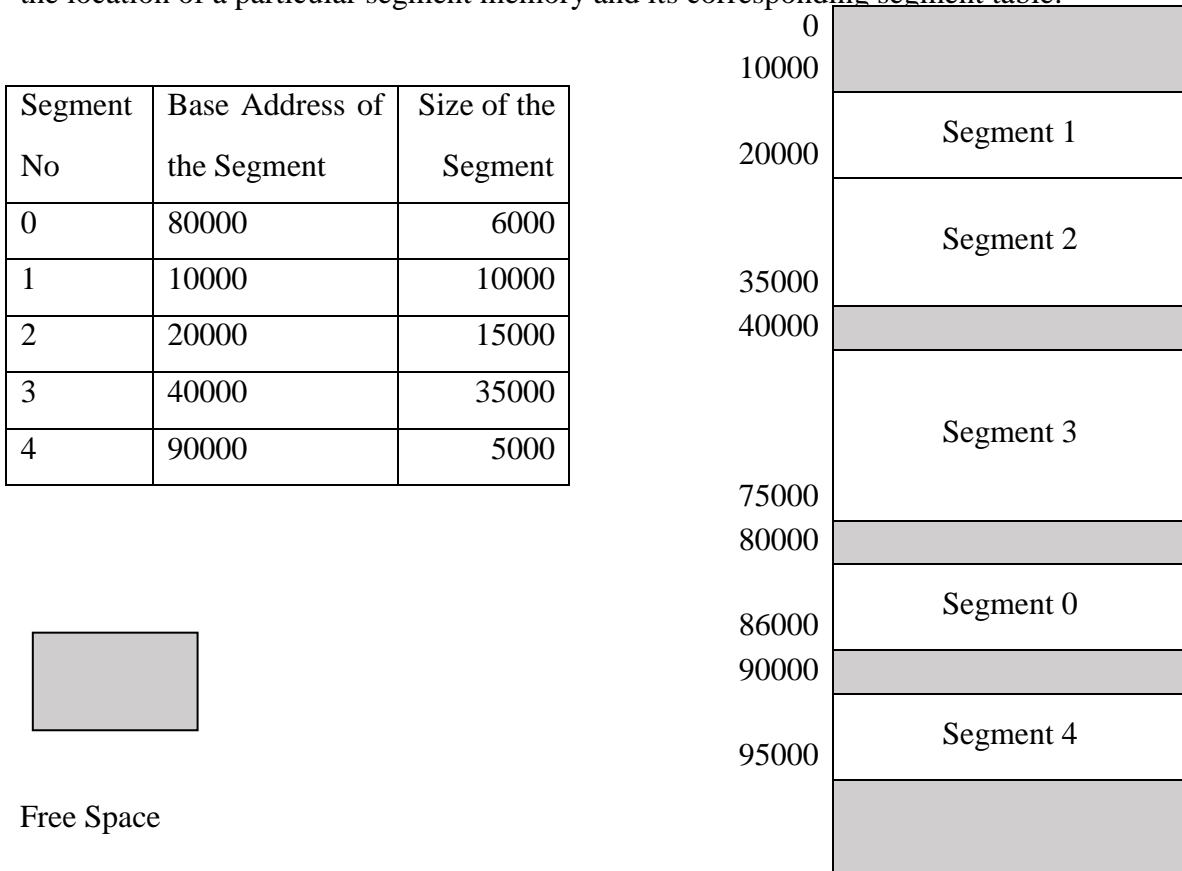 the location of a particular segment memory and its corresponding segment table.
Segment No Base Address of the Segment Size of the Segment
0 80000 6000
1 10000 10000
2 20000 15000
3 40000 35000
4 90000 5000
Free Space
0
10000
Segment 1
20000
Segment 2
35000
40000
Segment 3
75000
80000
Segment 0
86000
90000
Segment 4
95000